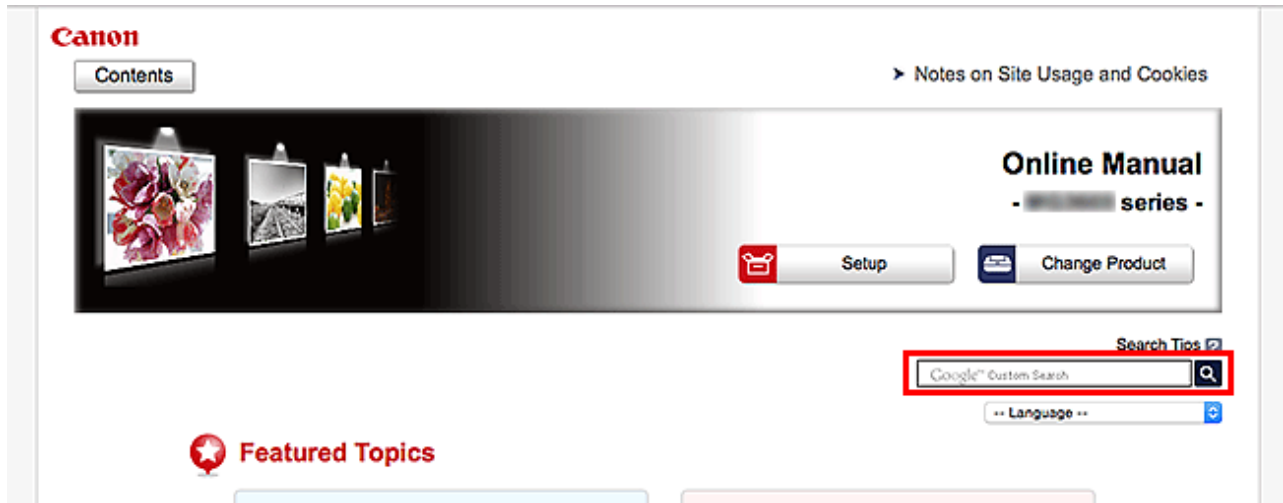 Canon
Contents
Notes on Site Usage and Cookies
Online Manual
- series -
Setup
Change Product
Search Tips
Google™ Custom Search
-- Language --
Featured Topics